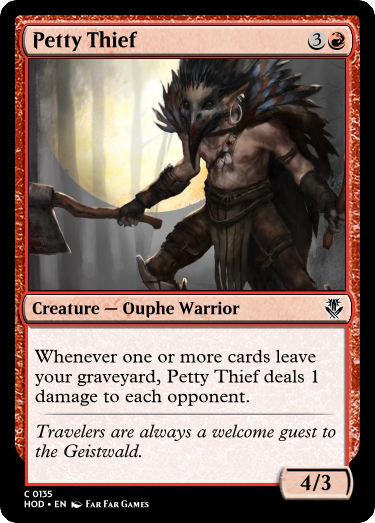 Petty Thief 3
Creature — Ouphe Warrior
Whenever one or more cards leave
your graveyard, Petty Thief deals 1
damage to each opponent.
Travelers are always a welcome guest to
the Geistwald.
4/3
C 0135
HOD • EN Far Far Games